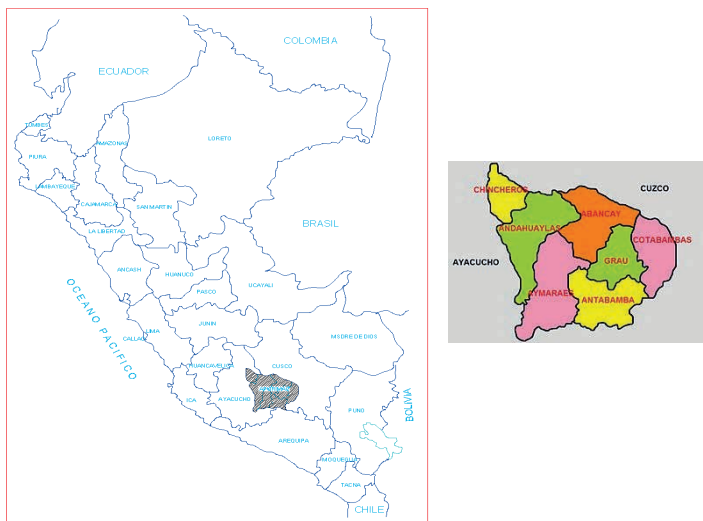 COLOMBIA
ECUADOR
TUMBES
LORETO
AMAZONAS
PIURA
LAMBAYEQUE
CAJAMARCA
SAN MARTIN
BRASIL
LA LIBERTAD
ANCASH
HUANUCO
UCAYALI
PASCO
OCEANO PACIFICO
LIMA
JUNIN
CALLAO
MSDRE DE DIOS
HUANCAVELICA
CUSCO
ICA
AYACUCHO
PUNO
BOLIVIA
AREQUIPA
MOQUEGUA
TACNA
CHILE
CHINCHEROS
CUZCO
ABANCAY
ANDAHUAYLAS
COTABAMBAS
AYACUCHO
GRAU
AYMARAES
ANTABAMBA